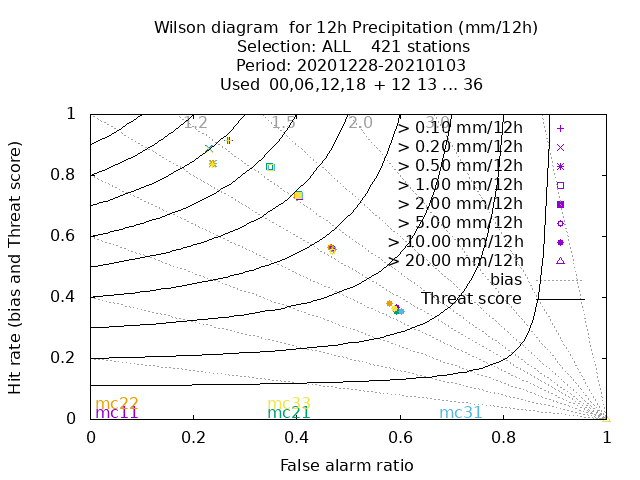 Wilson diagram  for 12h Precipitation (mm/12h)
Selection: ALL    421 stations
Period: 20201228-20210103
Used  00,06,12,18  + 12 13 ... 36
Hit rate (bias and Threat score)
1
0.8
0.6
0.4
0.2
0
1.2
1.5
2.0
3.0
> 0.10 mm/12h
> 0.20 mm/12h
> 0.50 mm/12h
> 1.00 mm/12h
> 2.00 mm/12h
> 5.00 mm/12h
> 10.00 mm/12h
> 20.00 mm/12h
bias
Threat score
mc22 mc33
mc11 mc21 mc31
0 0.2 0.4 0.6 0.8 1
False alarm ratio